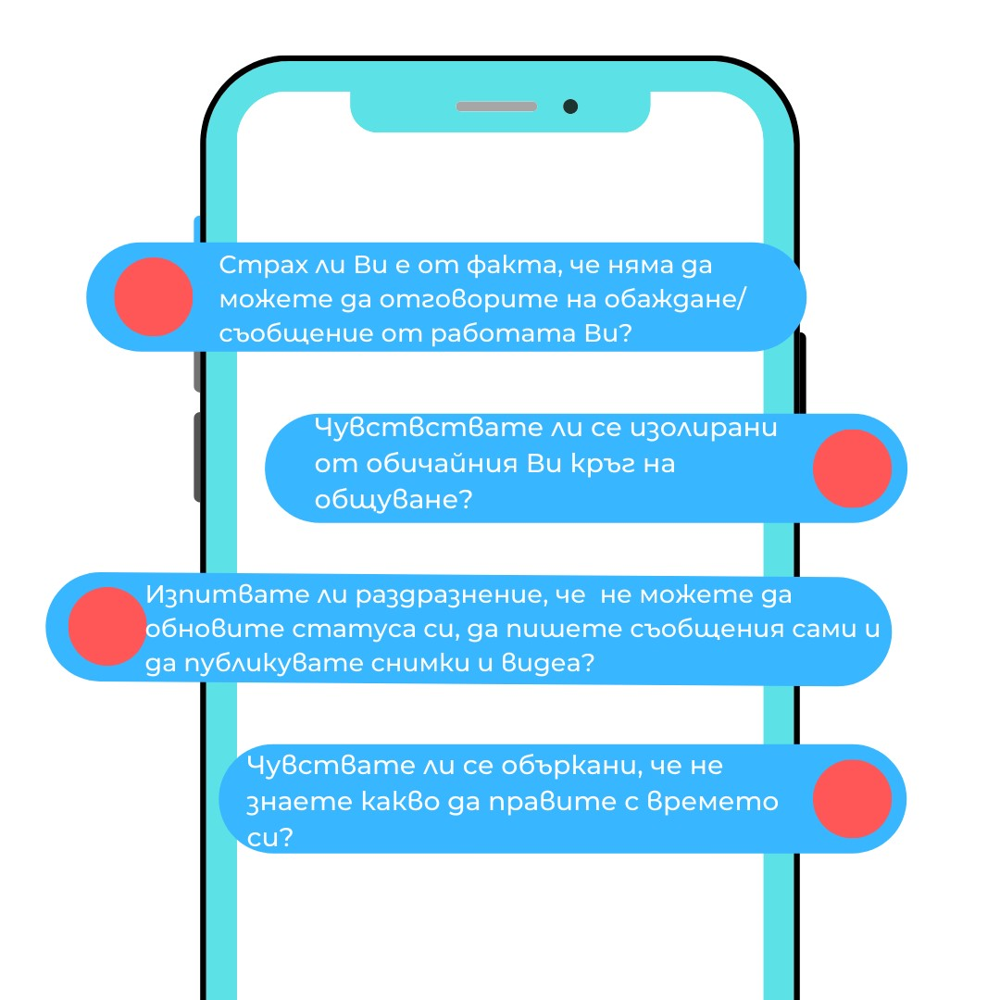 Страх ли Ви е от факта, че няма да
можете да отговорите на обаждане/
съобщение от работата Ви?
Чувствствате ли се изолирани
от обичайния Ви кръг на
общуване?
Изпитвате ли раздразнение, че  не можете да
обновите статуса си, да пишете съобщения сами и
да публикувате снимки и видеа?
Чувствате ли се объркани, че не
знаете какво да правите с времето
си?